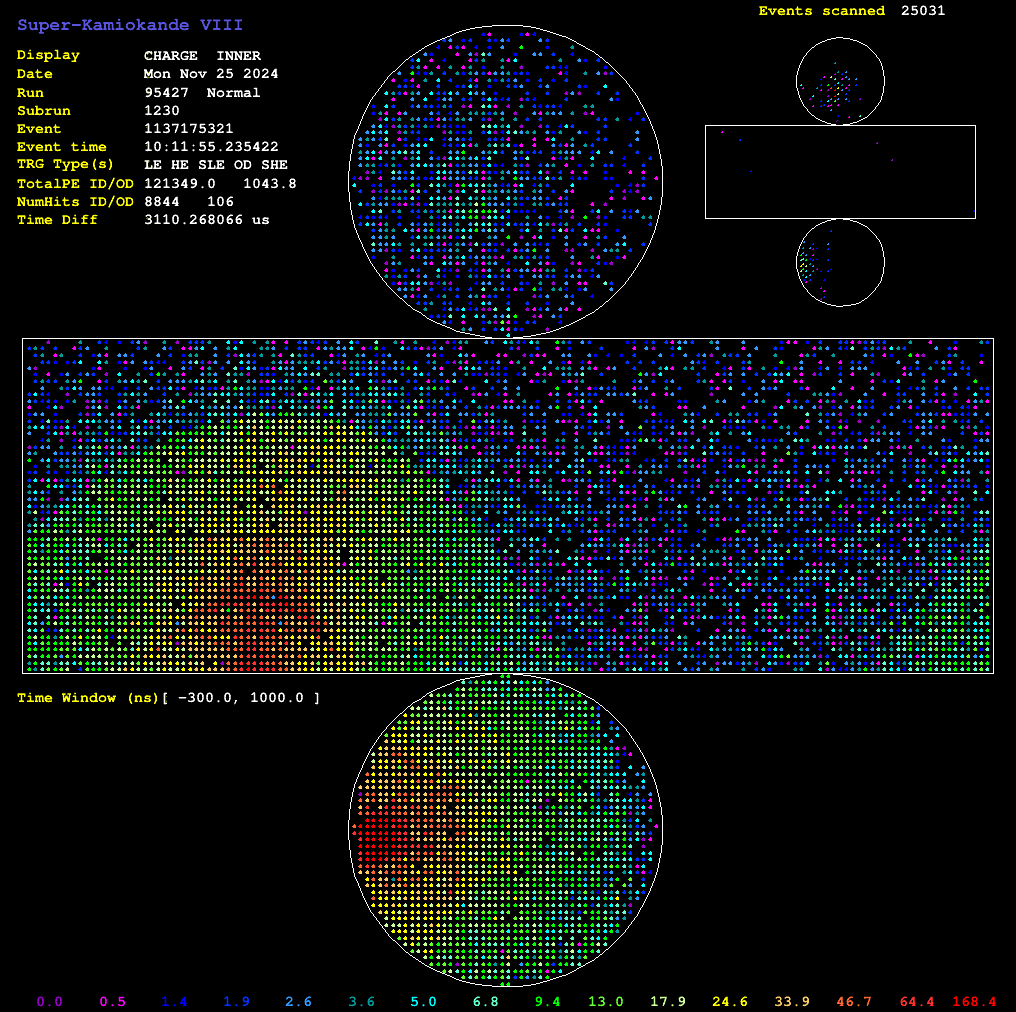 Super-Kamiokande VIII
Events scanned 25031
Display CHARGE INNER
Date Mon Nov 25 2024
Run 95427 Normal
Subrun 1230
Event 1137175321
Event time 10:11:55.235422
TRG Type(s) LE HE SLE OD SHE
TotalPE ID/OD 121349.0 1043.8
NumHits ID/OD 8844 106
Time Diff 3110.268066 us
Time Window (ns)[ -300.0, 1000.0 ]
0.0 0.5 1.4 1.9 2.6 3.6 5.0 6.8 9.4 13.0 17.9 24.6 33.9 46.7 64.4 168.4